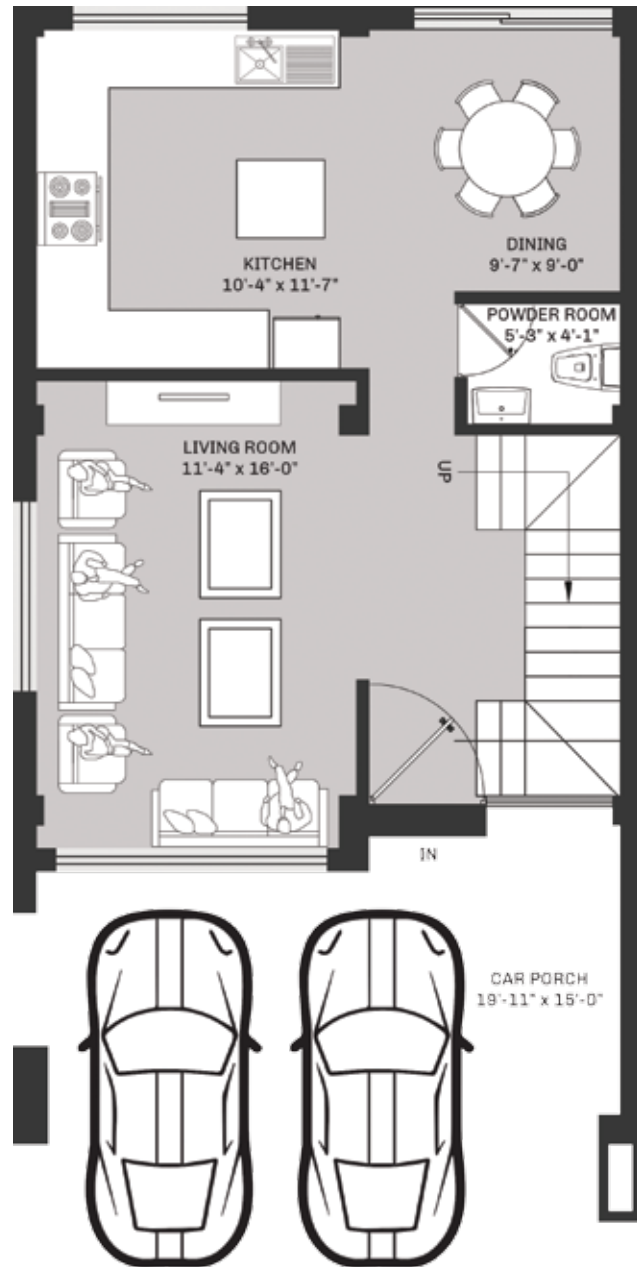 KITCHEN
10'-4" x 11'-7"
DINING
9'-7" x 9'-0"
POWDER ROOM
5'-3" x 4'-1"
LIVING ROOM
11'-4" x 16'-0"
UP
IN
CAR PORCH
19'-11" x 15'-0"